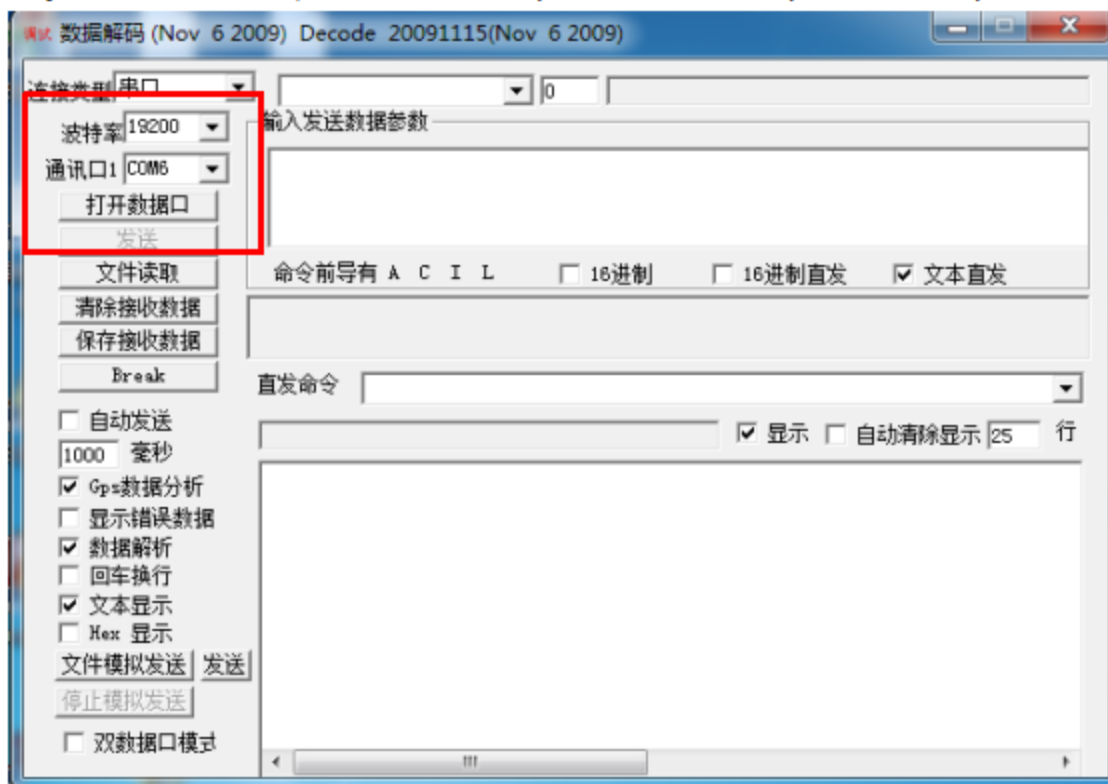 调试 数据解码 (Nov 6 2009) Decode 20091115(Nov 6 2009)
连接类型 串口 0
波特率 19200
输入发送数据参数
通讯口1 COM6
打开数据口
发送
命令前导有 A C I L 16进制 16进制直发 文本直发
文件读取
清除接收数据
保存接收数据
Break
直发命令
自动发送
显示 自动清除显示 25 行
1000 毫秒
Gps数据分析
显示错误数据
数据解析
回车换行
文本显示
Hex 显示
文件模拟发送 发送
停止模拟发送
双数据口模式